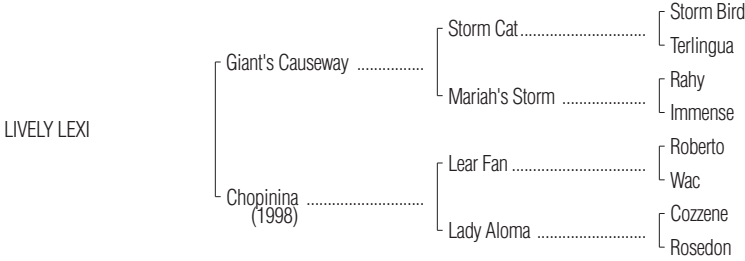 Storm Bird
Storm Cat..............................
Terlingua
Giant's Causeway ................
Rahy
Mariah's Storm ....................
Immense
LIVELY LEXI
Roberto
Lear Fan ................................
Wac
Chopinina ............................
(1998)
Cozzene
Lady Aloma ..........................
Rosedon